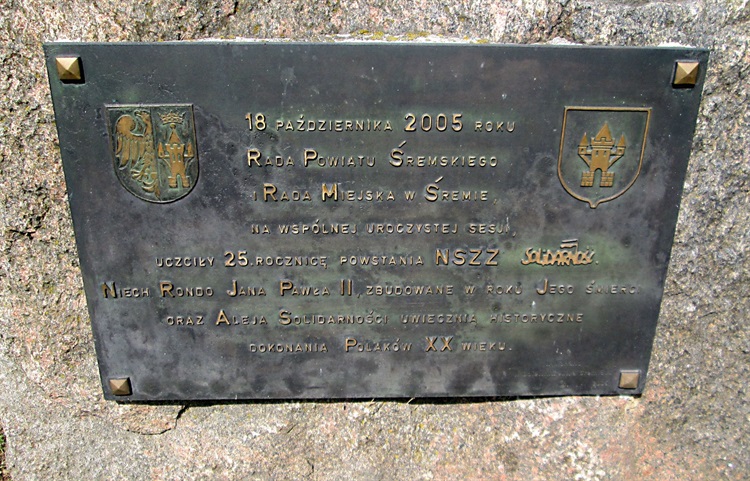 18 PAŹDZIERNIKA 2005 ROKU
RADA POWIATU ŚREMSKIEGO
I RADA MIEJSKA W ŚREMIE,
NA WSPÓLNEJ UROCZYSTEJ SESJI,
UCZCIŁY 25. ROCZNICĘ POWSTANIA NSZZ SOLIDARNOŚĆ.
NIECH RONDO JANA PAWŁA II, ZBUDOWANE W ROKU JEGO ŚMIERCI
ORAZ ALEJA SOLIDARNOŚCI UWIECZNIĄ HISTORYCZNE
DOKONANIA POLAKÓW XX WIEKU.